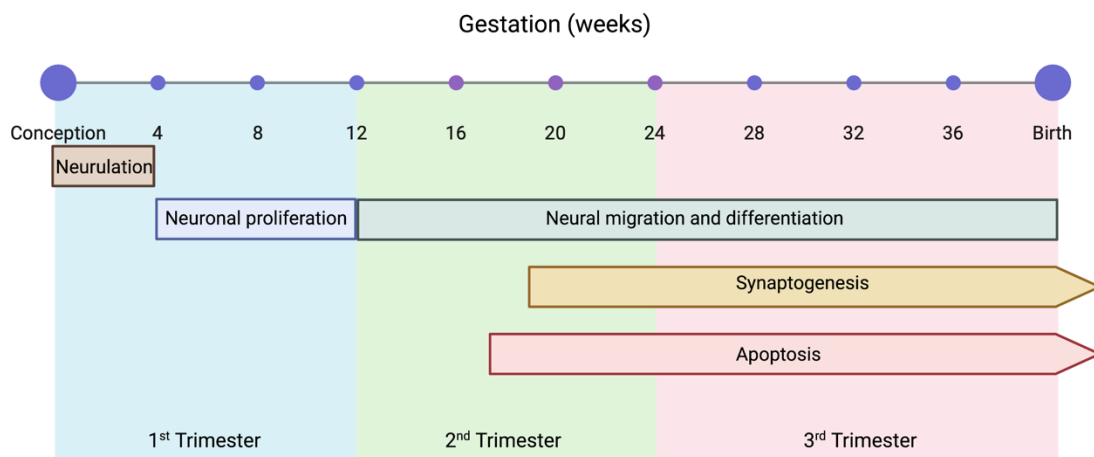 Gestation (weeks)
Conception 4 8 12 16 20 24 28 32 36 Birth
Neurulation
Neuronal proliferation Neural migration and differentiation
Synaptogenesis
Apoptosis
1st Trimester 2nd Trimester 3rd Trimester